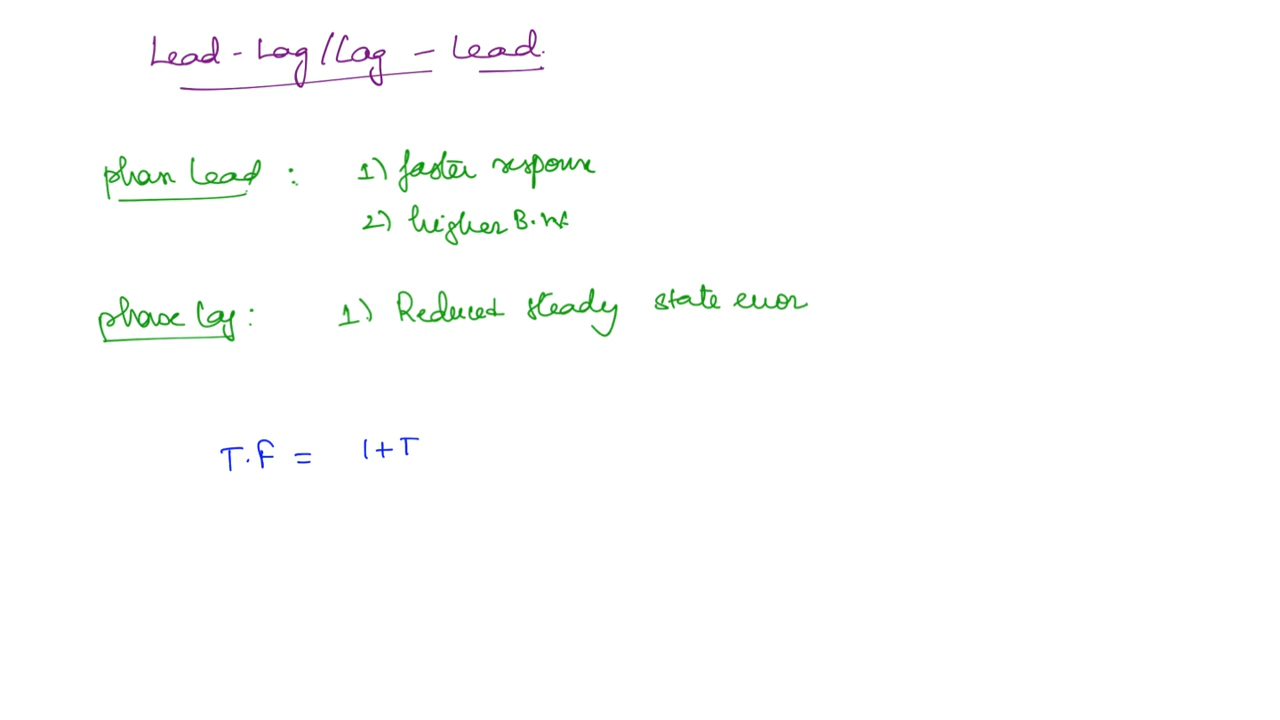 Lead - Lag / Lag - Lead.
phase Lead : 1) faster response
2) higher B.W
phase Lag : 1) Reduced steady state error
T.F = 1+T